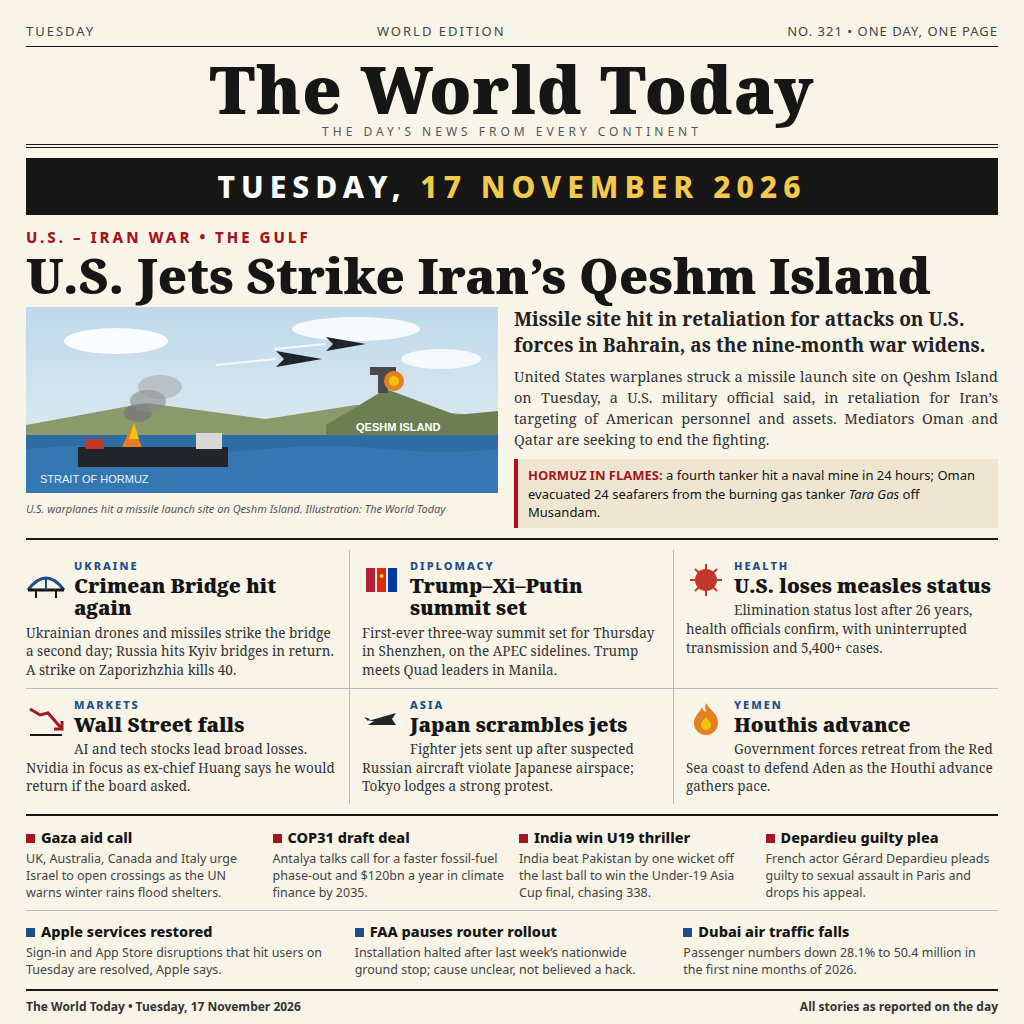 TUESDAY
WORLD EDITION
NO. 321 • ONE DAY, ONE PAGE
The World Today
THE DAY'S NEWS FROM EVERY CONTINENT
TUESDAY, 17 NOVEMBER 2026
U.S. – IRAN WAR • THE GULF
U.S. Jets Strike Iran’s Qeshm Island
QESHM ISLAND
STRAIT OF HORMUZ
U.S. warplanes hit a missile launch site on Qeshm Island. Illustration: The World Today
Missile site hit in retaliation for attacks on U.S.
forces in Bahrain, as the nine-month war widens.
United States warplanes struck a missile launch site on Qeshm Island
on Tuesday, a U.S. military official said, in retaliation for Iran’s
targeting of American personnel and assets. Mediators Oman and
Qatar are seeking to end the fighting.
HORMUZ IN FLAMES: a fourth tanker hit a naval mine in 24 hours; Oman
evacuated 24 seafarers from the burning gas tanker Tara Gas off
Musandam.
UKRAINE
Crimean Bridge hit
again
Ukrainian drones and missiles strike the bridge
a second day; Russia hits Kyiv bridges in return.
A strike on Zaporizhzhia kills 40.
DIPLOMACY
Trump–Xi–Putin
summit set
First-ever three-way summit set for Thursday
in Shenzhen, on the APEC sidelines. Trump
meets Quad leaders in Manila.
HEALTH
U.S. loses measles status
Elimination status lost after 26 years,
health officials confirm, with uninterrupted
transmission and 5,400+ cases.
MARKETS
Wall Street falls
AI and tech stocks lead broad losses.
Nvidia in focus as ex-chief Huang says he would
return if the board asked.
ASIA
Japan scrambles jets
Fighter jets sent up after suspected
Russian aircraft violate Japanese airspace;
Tokyo lodges a strong protest.
YEMEN
Houthis advance
Government forces retreat from the Red
Sea coast to defend Aden as the Houthi advance
gathers pace.
Gaza aid call
UK, Australia, Canada and Italy urge
Israel to open crossings as the UN
warns winter rains flood shelters.
COP31 draft deal
Antalya talks call for a faster fossil-fuel
phase-out and $120bn a year in climate
finance by 2035.
India win U19 thriller
India beat Pakistan by one wicket off
the last ball to win the Under-19 Asia
Cup final, chasing 338.
Depardieu guilty plea
French actor Gérard Depardieu pleads
guilty to sexual assault in Paris and
drops his appeal.
Apple services restored
Sign-in and App Store disruptions that hit users on
Tuesday are resolved, Apple says.
FAA pauses router rollout
Installation halted after last week’s nationwide
ground stop; cause unclear, not believed a hack.
Dubai air traffic falls
Passenger numbers down 28.1% to 50.4 million in
the first nine months of 2026.
The World Today • Tuesday, 17 November 2026
All stories as reported on the day